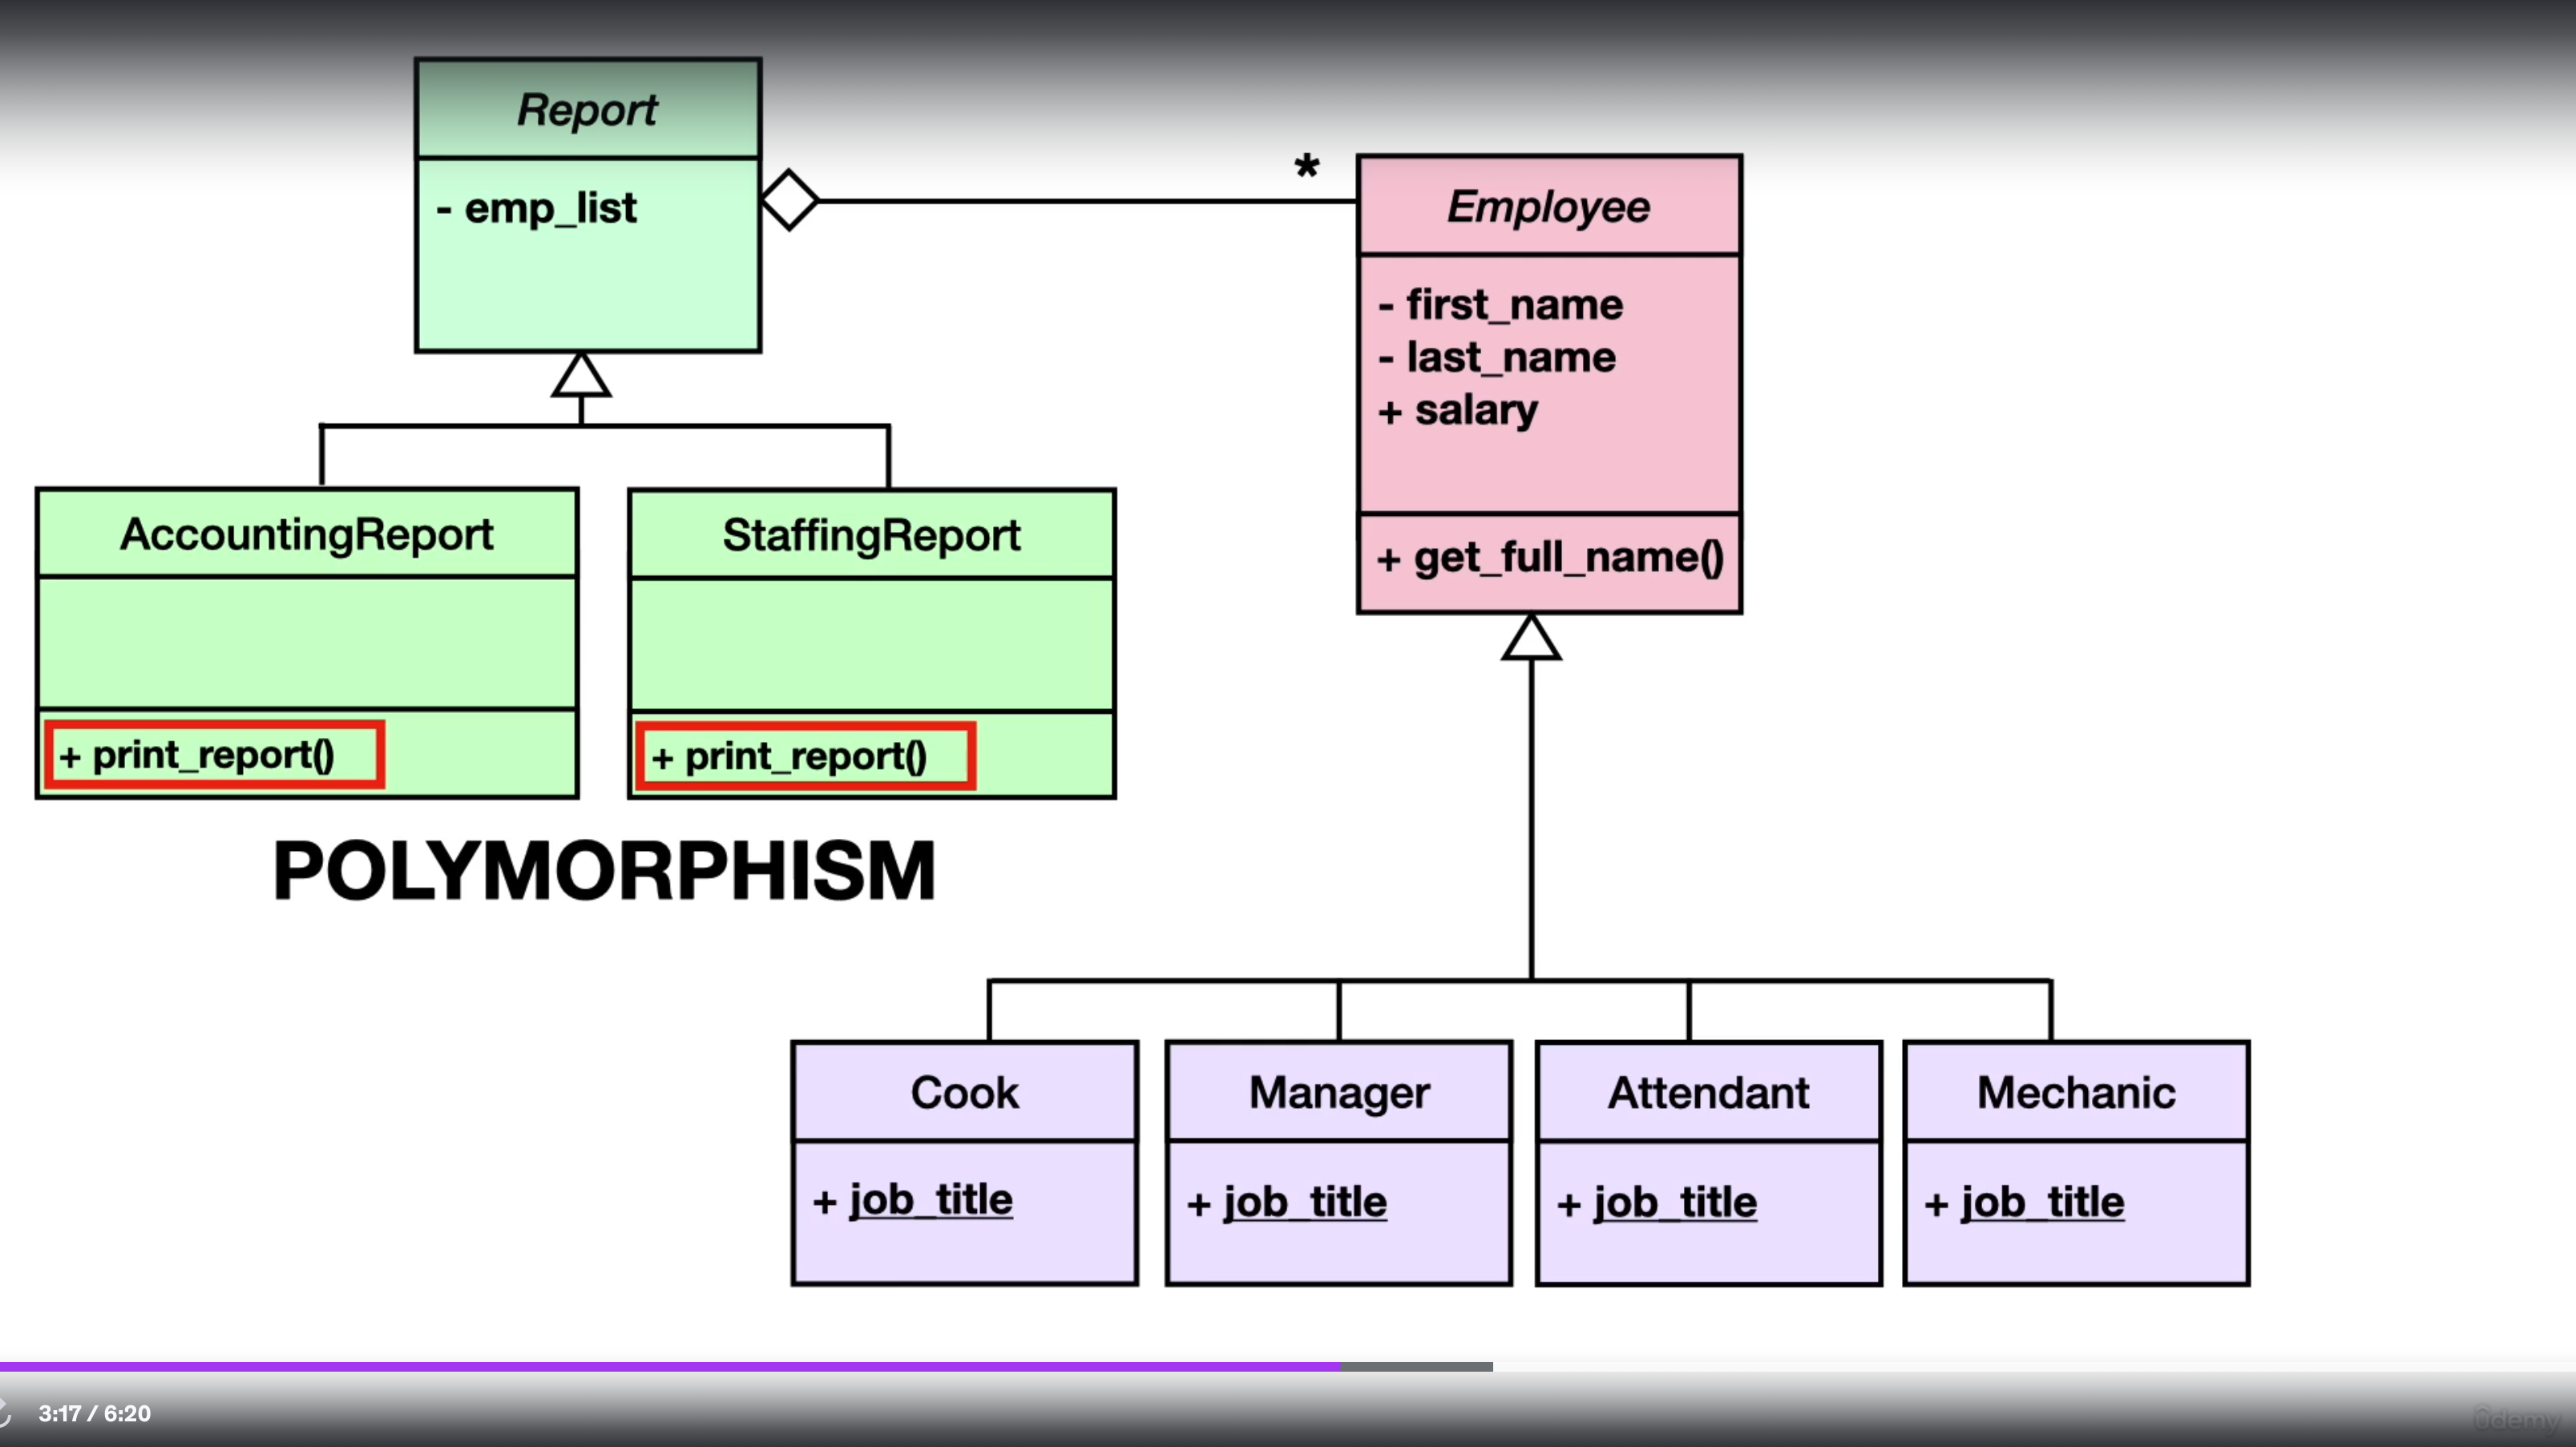 Report
- emp_list
*
Employee
- first_name
- last_name
+ salary
+ get_full_name()
AccountingReport
+ print_report()
StaffingReport
+ print_report()
POLYMORPHISM
Cook
+ job_title
Manager
+ job_title
Attendant
+ job_title
Mechanic
+ job_title
3:17 / 6:20
ûdemy